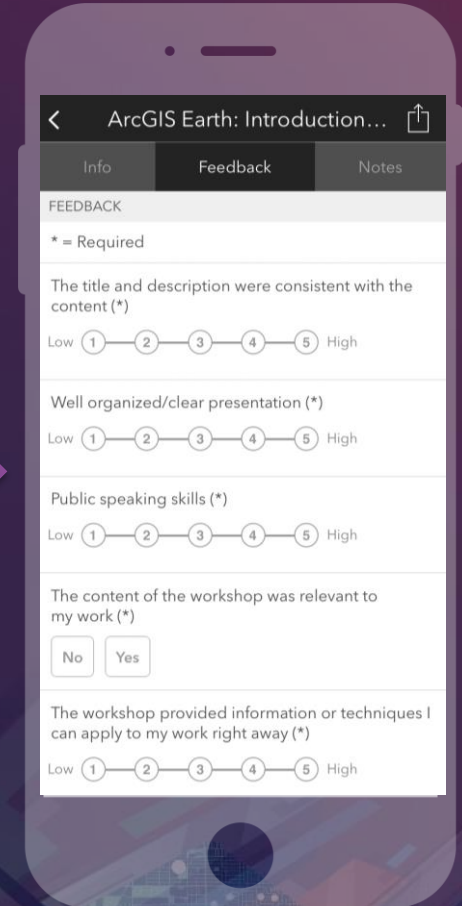 ArcGIS Earth: Introduction...
Info Feedback Notes
FEEDBACK
* = Required
The title and description were consistent with the
content (*)
Low 1 2 3 4 5 High
Well organized/clear presentation (*)
Low 1 2 3 4 5 High
Public speaking skills (*)
Low 1 2 3 4 5 High
The content of the workshop was relevant to
my work (*)
No Yes
The workshop provided information or techniques I
can apply to my work right away (*)
Low 1 2 3 4 5 High